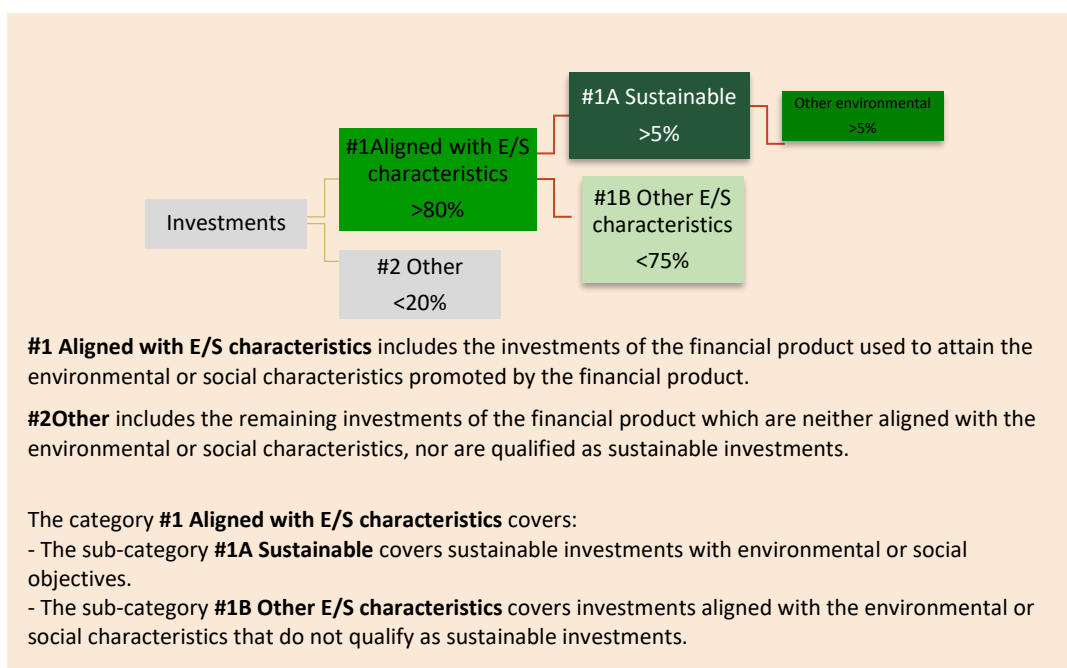 #1A Sustainable
>5%
Other environmental
>5%
#1Aligned with E/S
characteristics
>80%
#1B Other E/S
characteristics
<75%
Investments
#2 Other
<20%
#1 Aligned with E/S characteristics includes the investments of the financial product used to attain the
environmental or social characteristics promoted by the financial product.
#2Other includes the remaining investments of the financial product which are neither aligned with the
environmental or social characteristics, nor are qualified as sustainable investments.
The category #1 Aligned with E/S characteristics covers:
- The sub-category #1A Sustainable covers sustainable investments with environmental or social
objectives.
- The sub-category #1B Other E/S characteristics covers investments aligned with the environmental or
social characteristics that do not qualify as sustainable investments.